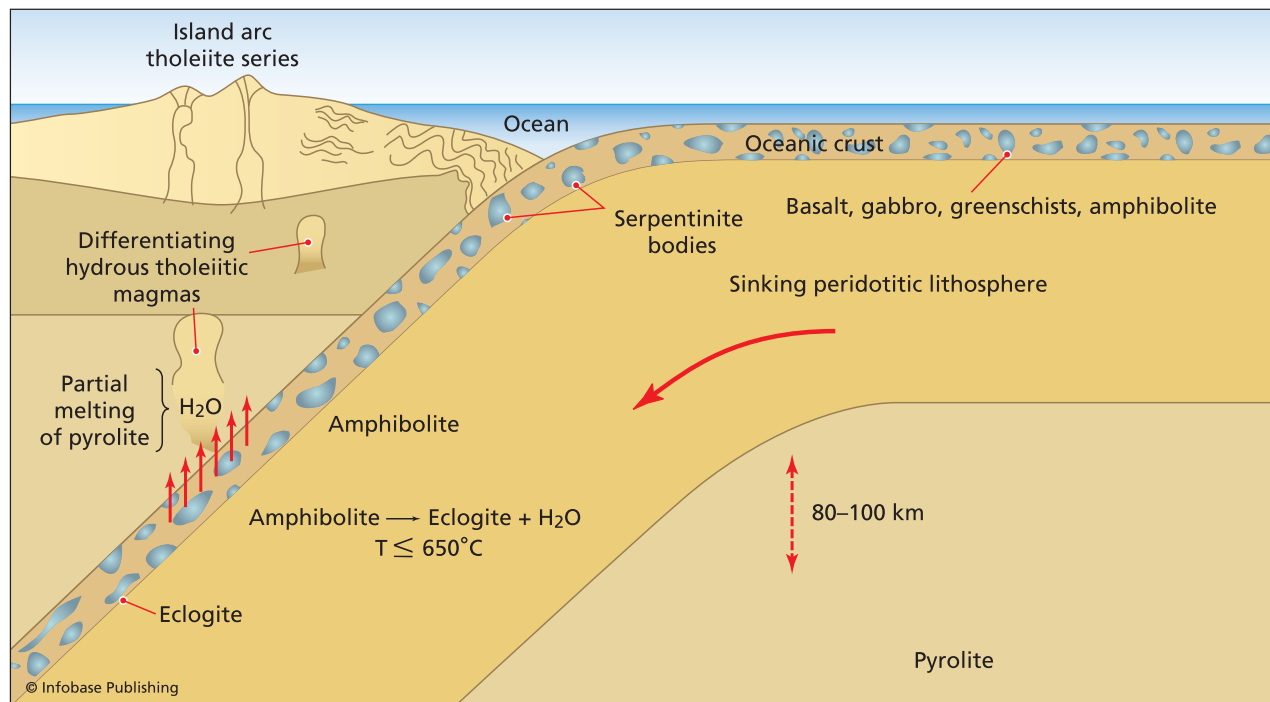 Island arc
tholeiite series
Ocean
Oceanic crust
Basalt, gabbro, greenschists, amphibolite
Serpentinite
bodies
Differentiating
hydrous tholeiitic
magmas
Sinking peridotitic lithosphere
Partial
melting
of pyrolite
H2O
Amphibolite
Amphibolite → Eclogite + H2O
T ≤ 650°C
80–100 km
Eclogite
Pyrolite
© Infobase Publishing